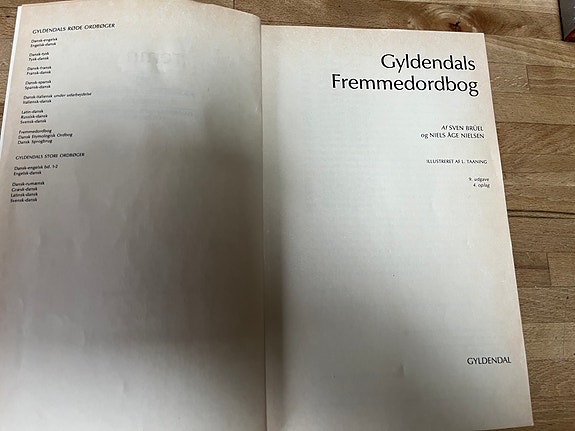 GYLDENDALS RØDE ORDBØGER
Dansk-engelsk
Engelsk-dansk
Dansk-tysk
Tysk-dansk
Dansk-fransk
Fransk-dansk
Dansk-spansk
Spansk-dansk
Dansk-italiensk under udarbejdelse
Italiensk-dansk
Latin-dansk
Russisk-dansk
Svensk-dansk
Fremmedordbog
Dansk Etymologisk Ordbog
Dansk Sprogbrug
GYLDENDALS STORE ORDBØGER
Dansk-engelsk bd. 1-2
Engelsk-dansk
Dansk-rumænsk
Græsk-dansk
Latinsk-dansk
Svensk-dansk
Gyldendals
Fremmedordbog
Af SVEN BRÜEL
og NIELS ÅGE NIELSEN
ILLUSTRERET AF L. TAANING
9. udgave
4. oplag
GYLDENDAL